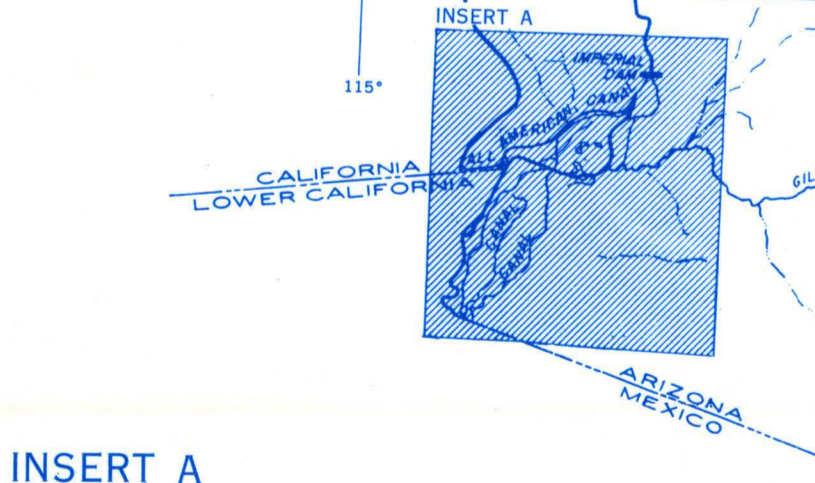 INSERT A
IMPERIAL
DAM
115°
ALL AMERICAN CANAL
CALIFORNIA
LOWER CALIFORNIA
GIL
CANAL
CANAL
ARIZONA
MEXICO
INSERT A